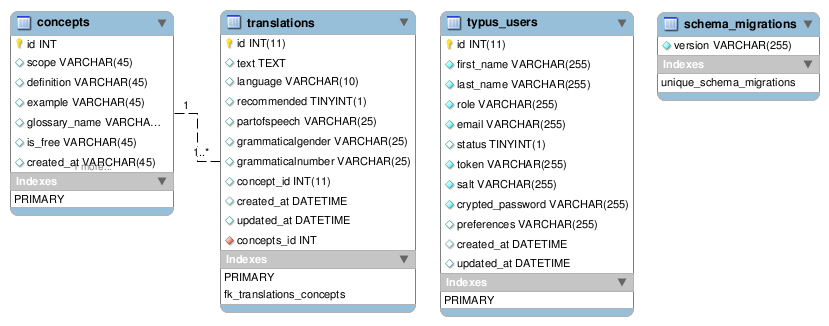 concepts
id INT
scope VARCHAR(45)
definition VARCHAR(45)
example VARCHAR(45)
glossary_name VARCHA...
is_free VARCHAR(45)
created_at VARCHAR(45)
1 more...
Indexes
PRIMARY
1
1..*
translations
id INT(11)
text TEXT
language VARCHAR(10)
recommended TINYINT(1)
partofspeech VARCHAR(25)
grammaticalgender VARCHAR(25)
grammaticalnumber VARCHAR(25)
concept_id INT(11)
created_at DATETIME
updated_at DATETIME
concepts_id INT
Indexes
PRIMARY
fk_translations_concepts
typus_users
id INT(11)
first_name VARCHAR(255)
last_name VARCHAR(255)
role VARCHAR(255)
email VARCHAR(255)
status TINYINT(1)
token VARCHAR(255)
salt VARCHAR(255)
crypted_password VARCHAR(255)
preferences VARCHAR(255)
created_at DATETIME
updated_at DATETIME
Indexes
PRIMARY
schema_migrations
version VARCHAR(255)
Indexes
unique_schema_migrations